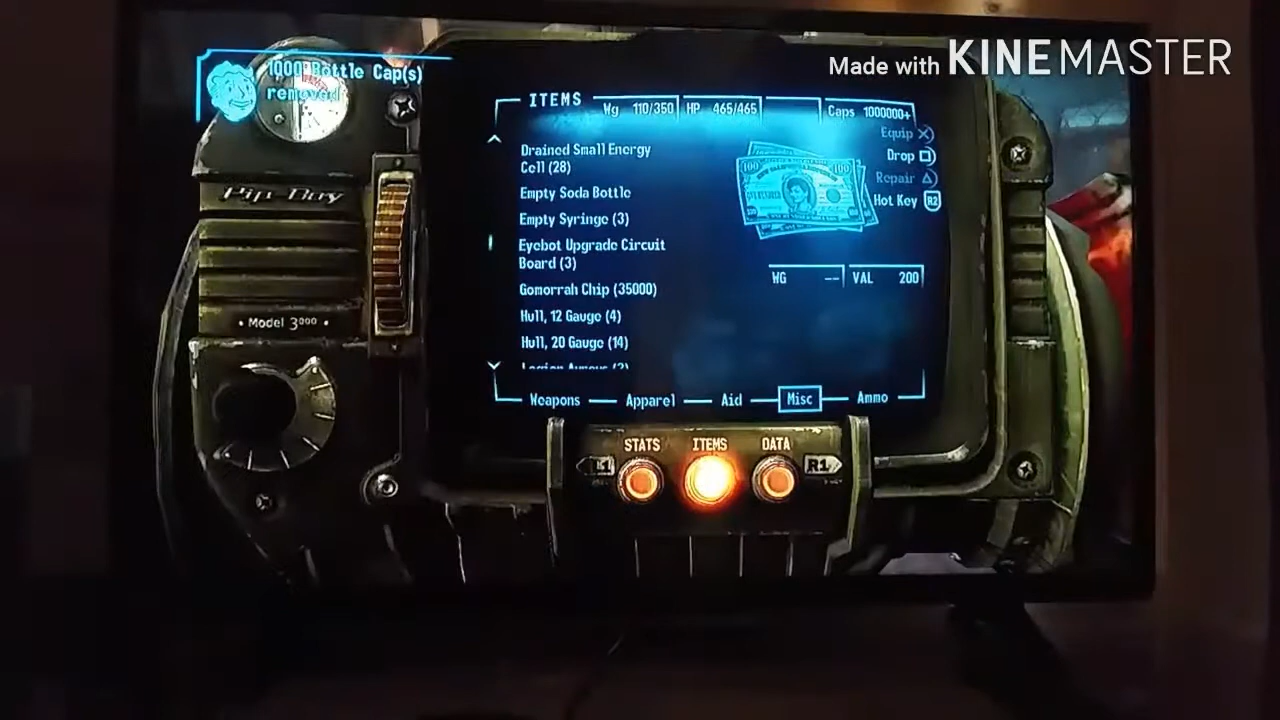 Made with KINEMASTER
1000 Bottle Cap(s)
removed
ITEMS Wg 110/350 HP 465/465 Caps 1000000+
Equip X
Drop
Repair
Hot Key R2
Drained Small Energy
Cell (28)
Empty Soda Bottle
Empty Syringe (3)
Eyebot Upgrade Circuit
Board (3)
Gomorrah Chip (35000)
Hull, 12 Gauge (4)
Hull, 20 Gauge (14)
100 100
WG -- VAL 200
Weapons Apparel Aid Misc Ammo
Pip-Boy
• Model 3000 •
STATS ITEMS DATA
R1